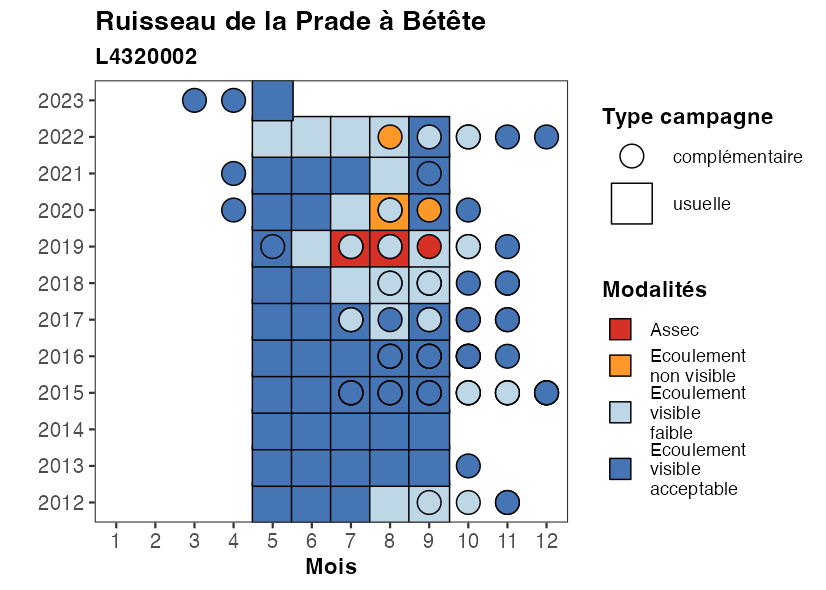 Ruisseau de la Prade à Bétête
L4320002
2023
2022
2021
2020
2019
2018
2017
2016
2015
2014
2013
2012
1 2 3 4 5 6 7 8 9 10 11 12
Mois
Type campagne
complémentaire
usuelle
Modalités
Assec
Ecoulement
non visible
Ecoulement
visible
faible
Ecoulement
visible
acceptable